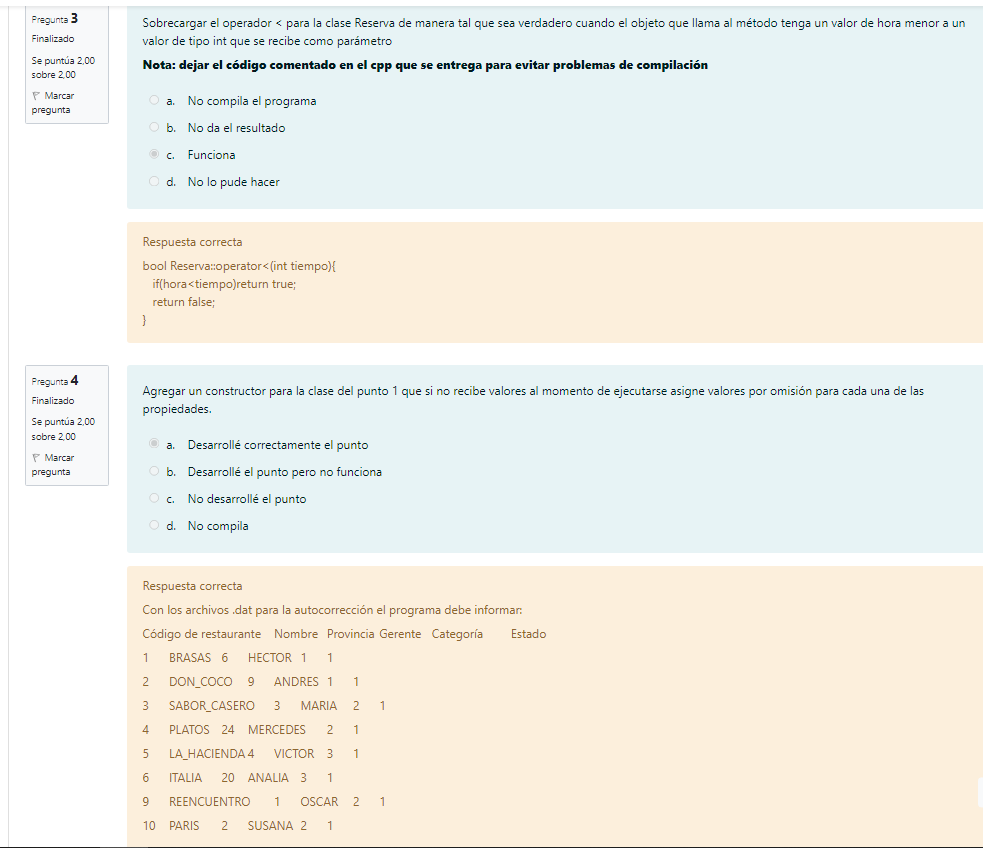 Pregunta 3
Finalizado
Se puntúa 2,00
sobre 2,00
Marcar
pregunta
Sobrecargar el operador < para la clase Reserva de manera tal que sea verdadero cuando el objeto que llama al método tenga un valor de hora menor a un
valor de tipo int que se recibe como parámetro
Nota: dejar el código comentado en el cpp que se entrega para evitar problemas de compilación
a. No compila el programa
b. No da el resultado
c. Funciona
d. No lo pude hacer
Respuesta correcta
bool Reserva::operator<(int tiempo){
if(hora<tiempo)return true;
return false;
}
Pregunta 4
Finalizado
Se puntúa 2,00
sobre 2,00
Marcar
pregunta
Agregar un constructor para la clase del punto 1 que si no recibe valores al momento de ejecutarse asigne valores por omisión para cada una de las
propiedades.
a. Desarrollé correctamente el punto
b. Desarrollé el punto pero no funciona
c. No desarrollé el punto
d. No compila
Respuesta correcta
Con los archivos .dat para la autocorrección el programa debe informar:
Código de restaurante Nombre Provincia Gerente Categoría Estado
1 BRASAS 6 HECTOR 1 1
2 DON_COCO 9 ANDRES 1 1
3 SABOR_CASERO 3 MARIA 2 1
4 PLATOS 24 MERCEDES 2 1
5 LA_HACIENDA 4 VICTOR 3 1
6 ITALIA 20 ANALIA 3 1
9 REENCUENTRO 1 OSCAR 2 1
10 PARIS 2 SUSANA 2 1